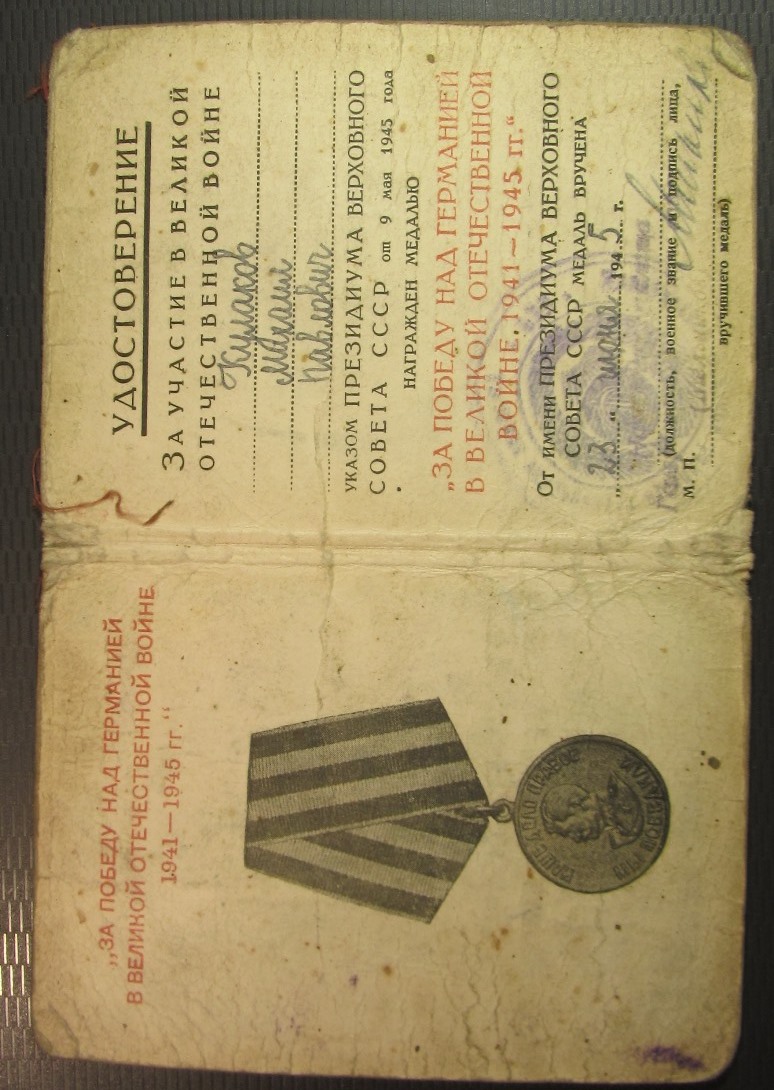 „ЗА ПОБЕДУ НАД ГЕРМАНИЕЙ
В ВЕЛИКОЙ ОТЕЧЕСТВЕННОЙ ВОЙНЕ
1941—1945 гг.“
НАШЕ ДЕЛО ПРАВОЕ
МЫ ПОБЕДИЛИ
УДОСТОВЕРЕНИЕ
ЗА УЧАСТИЕ В ВЕЛИКОЙ
ОТЕЧЕСТВЕННОЙ ВОЙНЕ
Кулаков
Михаил
Павлович
УКАЗОМ ПРЕЗИДИУМА ВЕРХОВНОГО
СОВЕТА СССР от 9 мая 1945 года
НАГРАЖДЕН МЕДАЛЬЮ
„ЗА ПОБЕДУ НАД ГЕРМАНИЕЙ
В ВЕЛИКОЙ ОТЕЧЕСТВЕННОЙ
ВОЙНЕ. 1941—1945 гг.“
ОТ ИМЕНИ ПРЕЗИДИУМА ВЕРХОВНОГО
СОВЕТА СССР МЕДАЛЬ ВРУЧЕНА
„23“ 1945 г.
М. П. (должность, военное звание и подпись лица,
вручившего медаль)